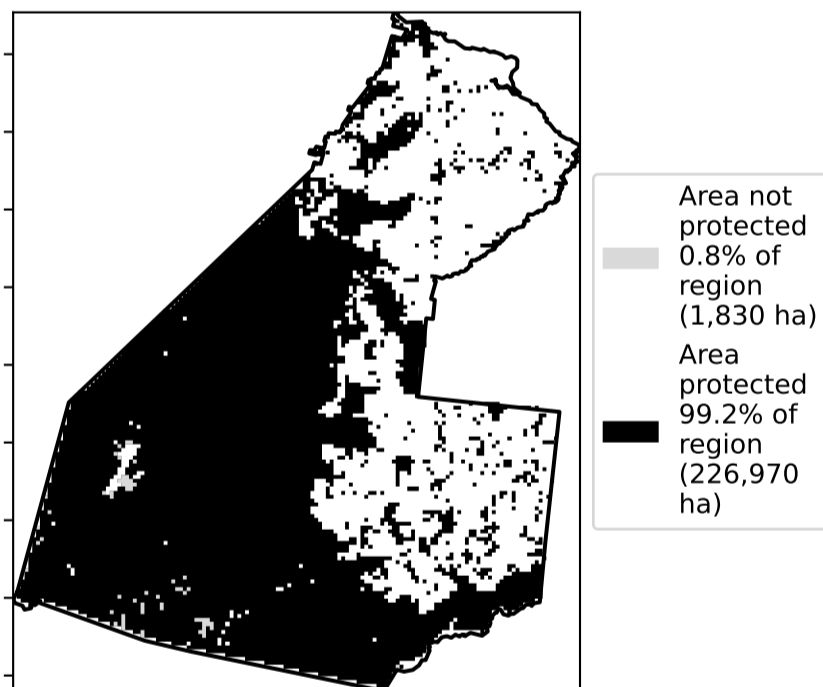 Area not
protected
0.8% of
region
(1,830 ha)
Area
protected
99.2% of
region
(226,970
ha)